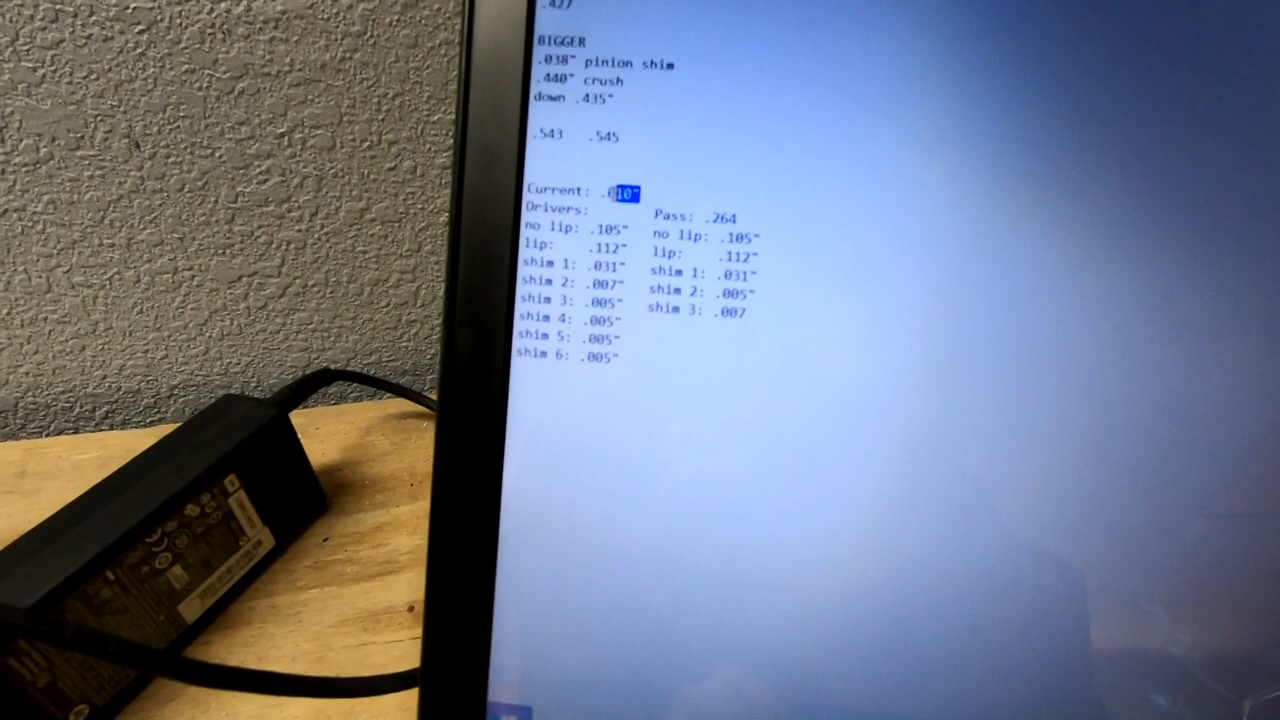 .427
BIGGER
.038" pinion shim
.440" crush
down .435"
.543 .545
Current: .010"
Drivers: Pass: .264
no lip: .105" no lip: .105"
lip: .112" lip: .112"
shim 1: .031" shim 1: .031"
shim 2: .007" shim 2: .005"
shim 3: .005" shim 3: .007
shim 4: .005"
shim 5: .005"
shim 6: .005"